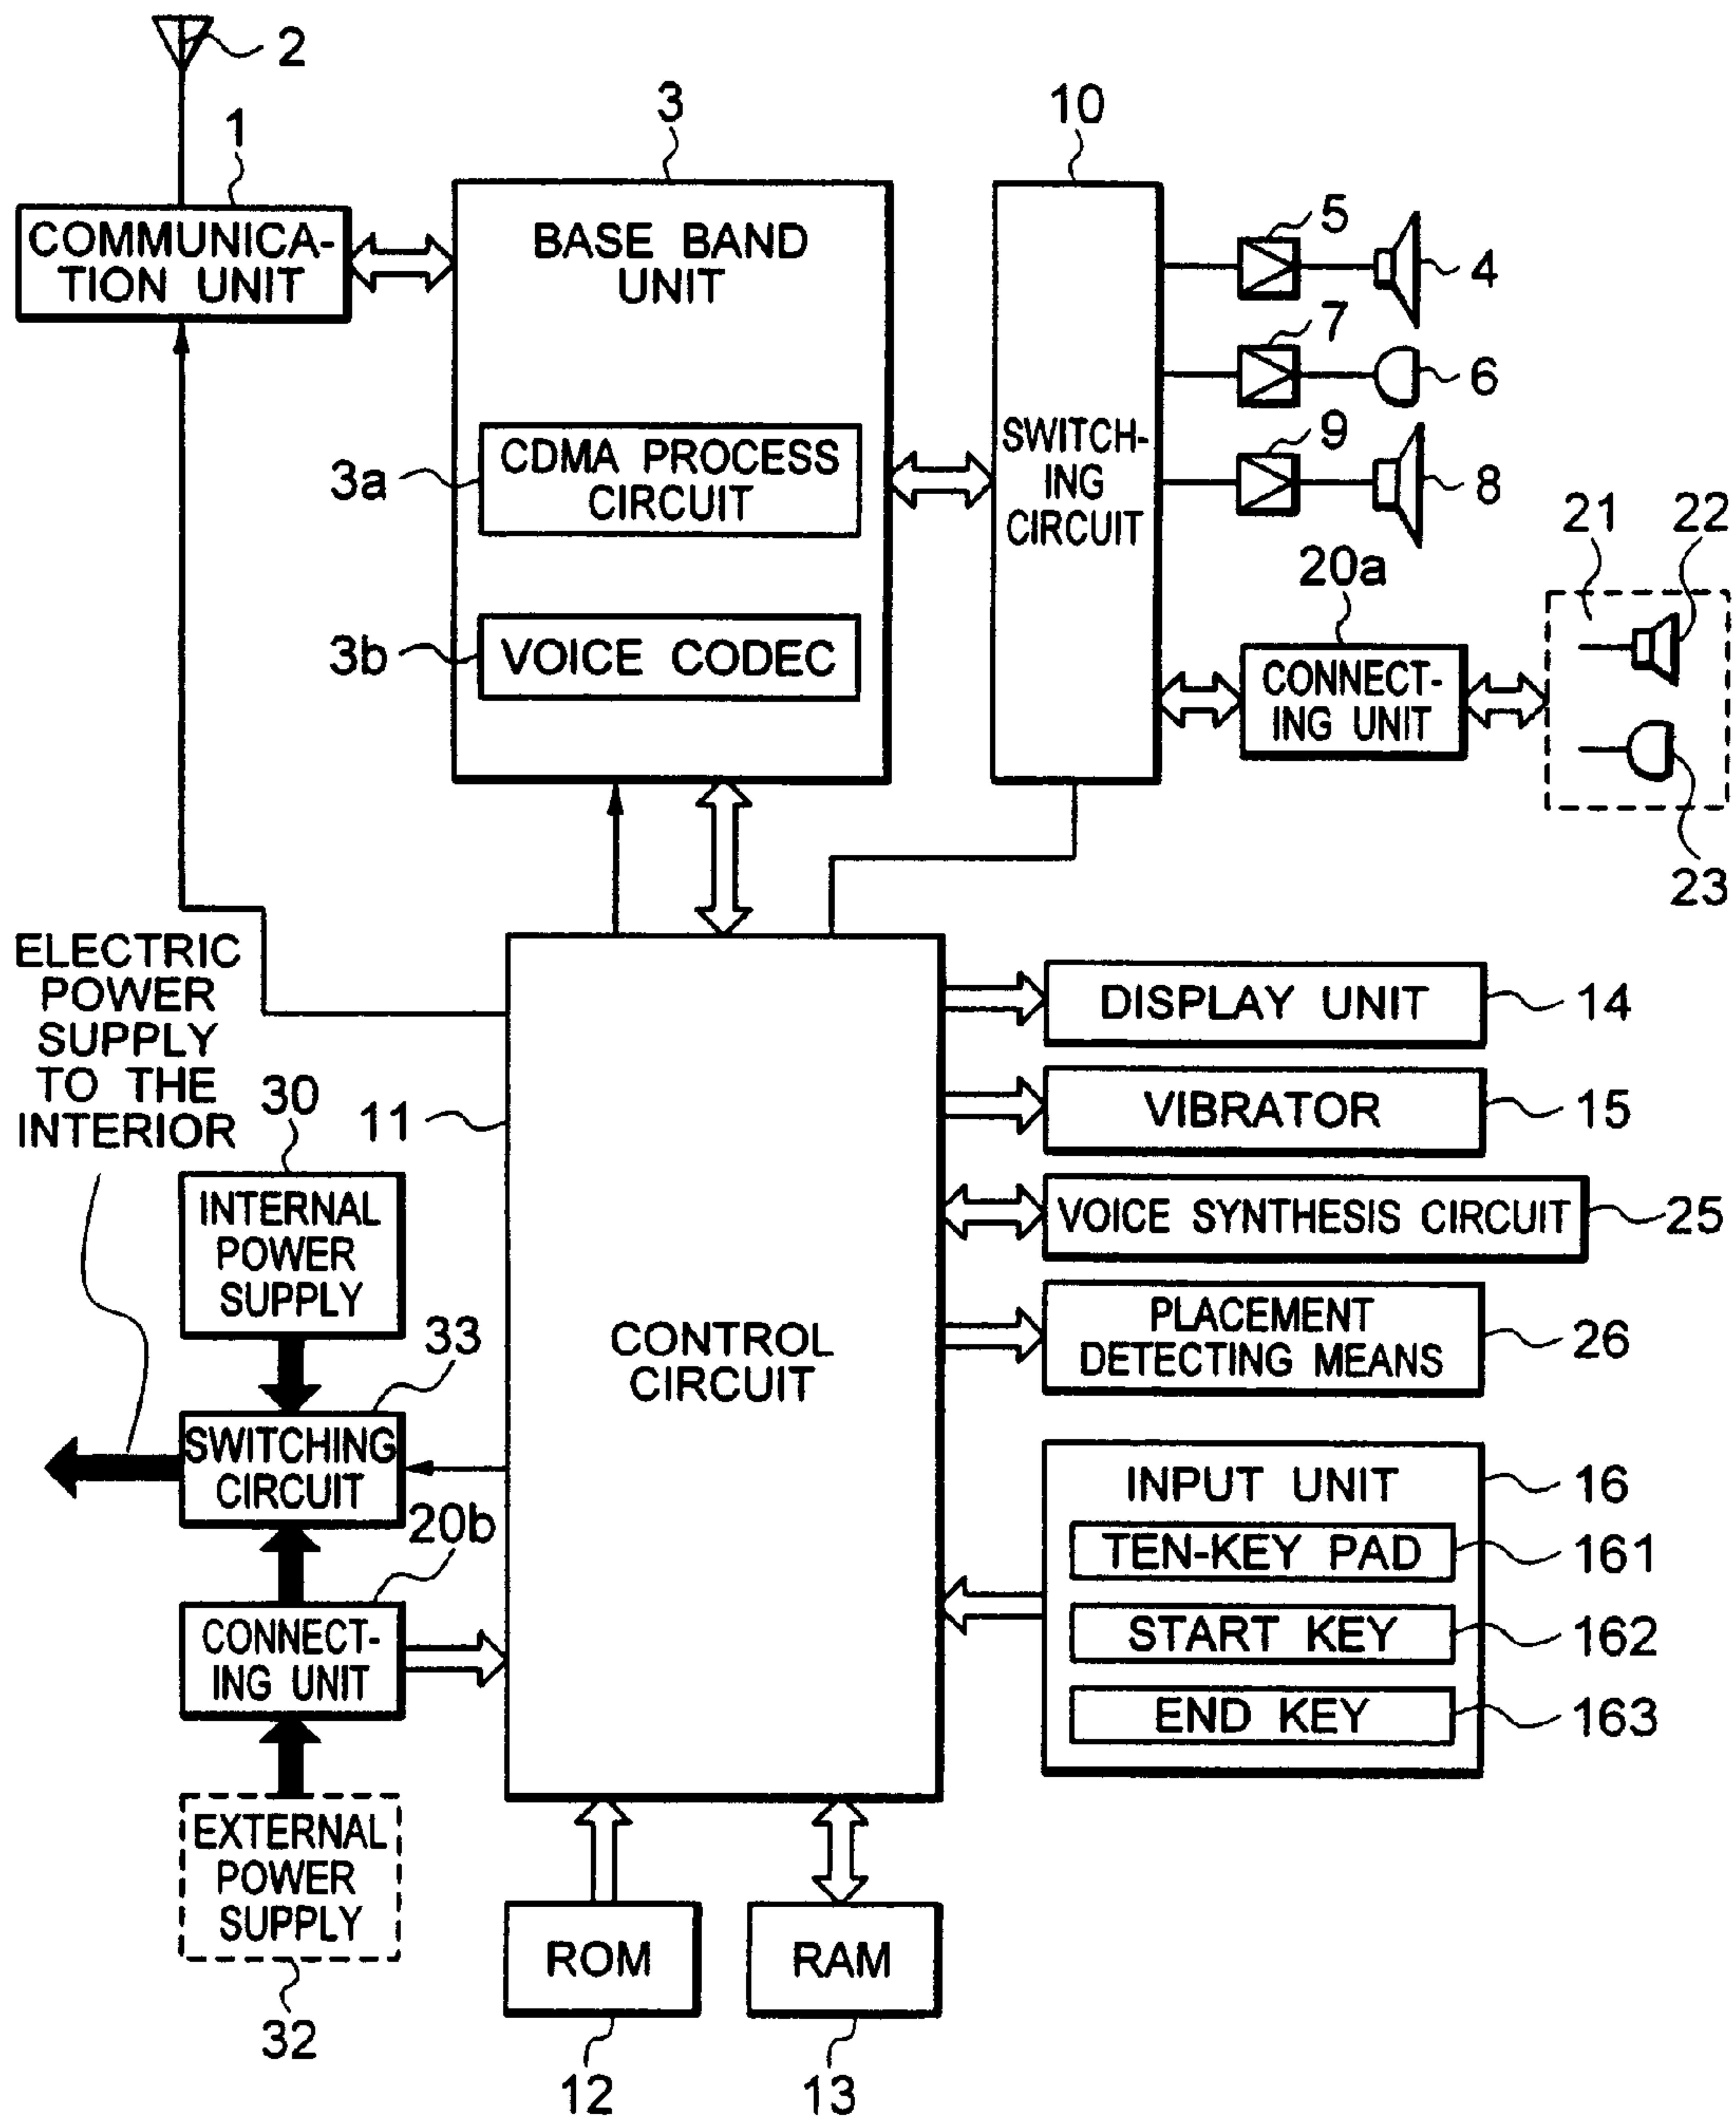 2
1
COMMUNICA-
TION UNIT
3
BASE BAND
UNIT
3a
CDMA PROCESS
CIRCUIT
3b
VOICE CODEC
10
SWITCH-
ING
CIRCUIT
5
4
7
6
9
8
20a
CONNECT-
ING UNIT
21
22
23
ELECTRIC
POWER
SUPPLY
TO THE
INTERIOR
30
INTERNAL
POWER
SUPPLY
33
SWITCHING
CIRCUIT
20b
CONNECT-
ING UNIT
EXTERNAL
POWER
SUPPLY
32
11
CONTROL
CIRCUIT
DISPLAY UNIT
14
VIBRATOR
15
VOICE SYNTHESIS CIRCUIT
25
PLACEMENT
DETECTING MEANS
26
INPUT UNIT
16
TEN-KEY PAD
161
START KEY
162
END KEY
163
ROM
12
RAM
13